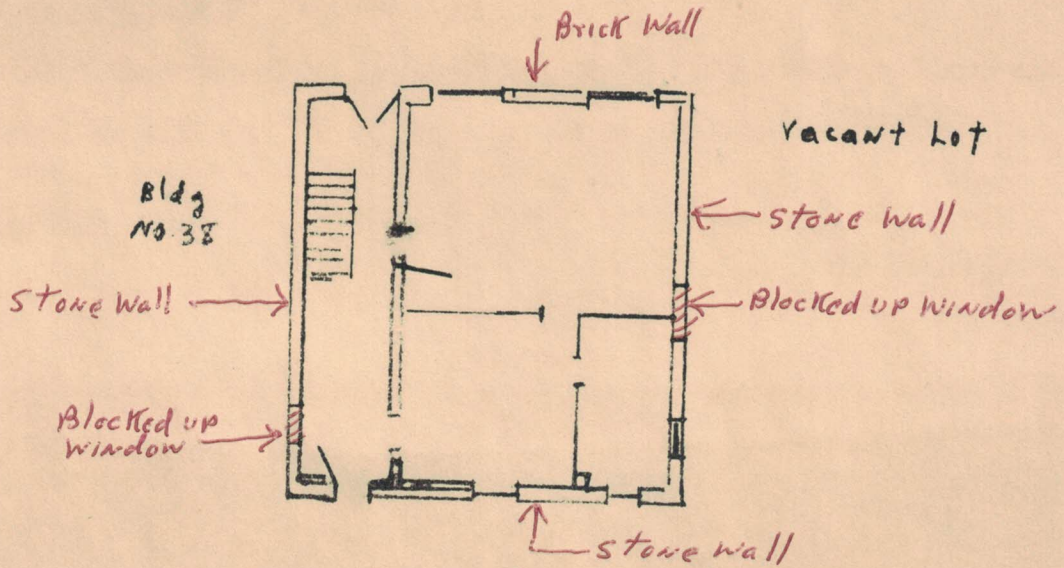 Brick Wall
Vacant Lot
Bldg
No. 38
Stone Wall
Stone Wall
Blocked up Window
Blocked up
Window
Stone Wall